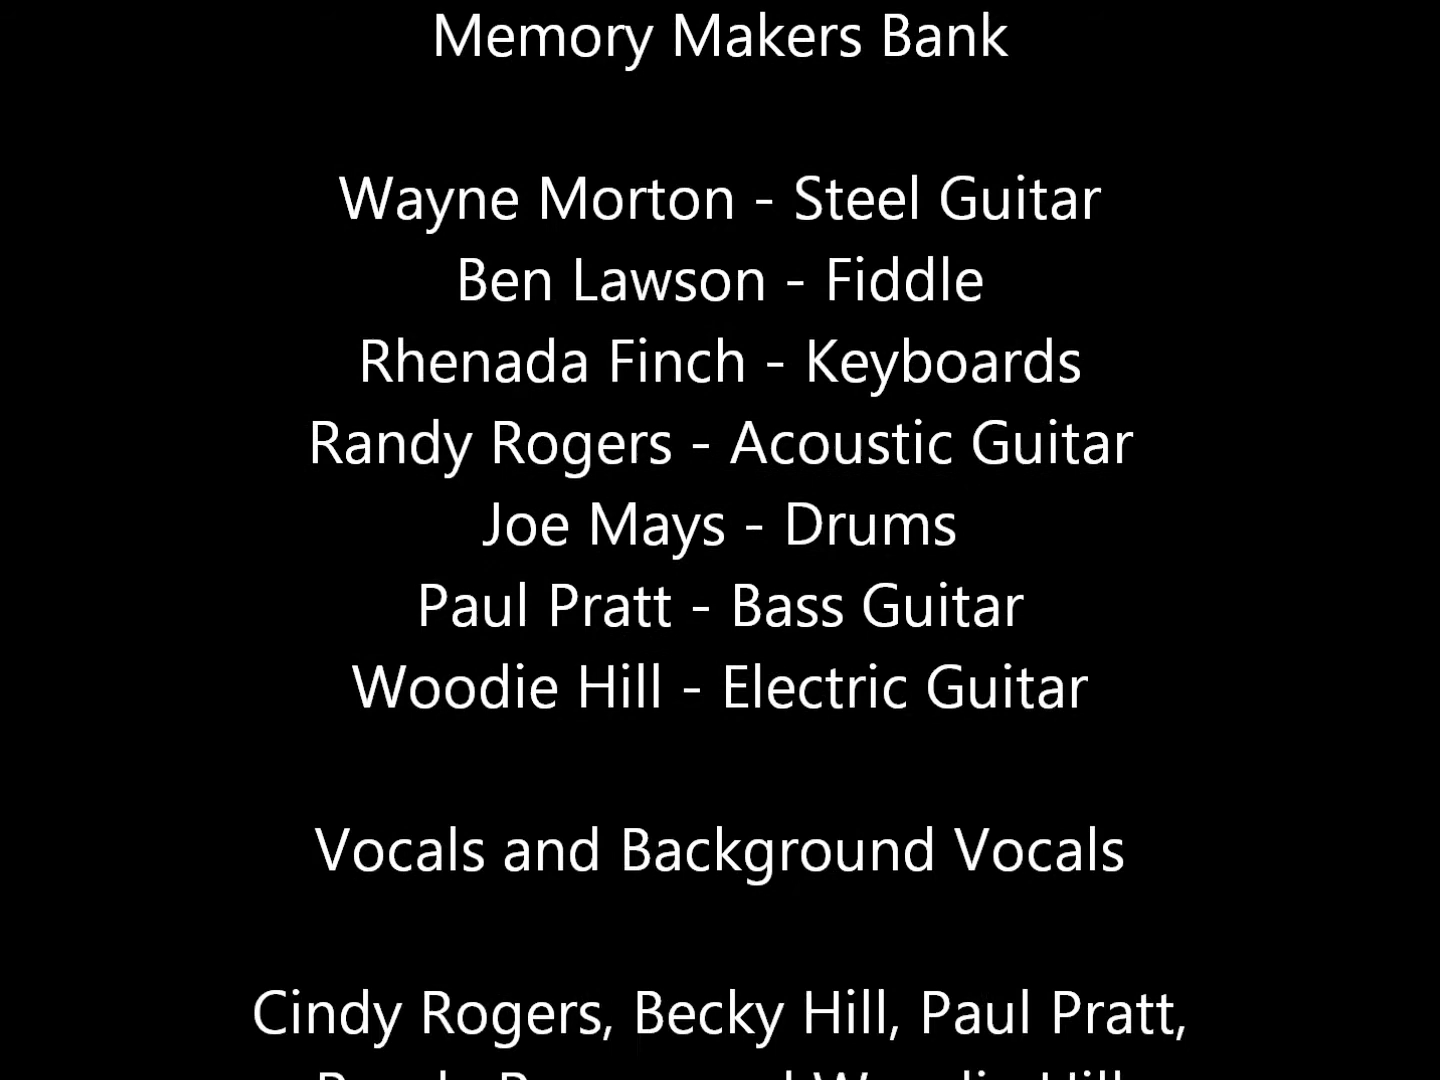 Memory Makers Bank
Wayne Morton - Steel Guitar
Ben Lawson - Fiddle
Rhenada Finch - Keyboards
Randy Rogers - Acoustic Guitar
Joe Mays - Drums
Paul Pratt - Bass Guitar
Woodie Hill - Electric Guitar
Vocals and Background Vocals
Cindy Rogers, Becky Hill, Paul Pratt,